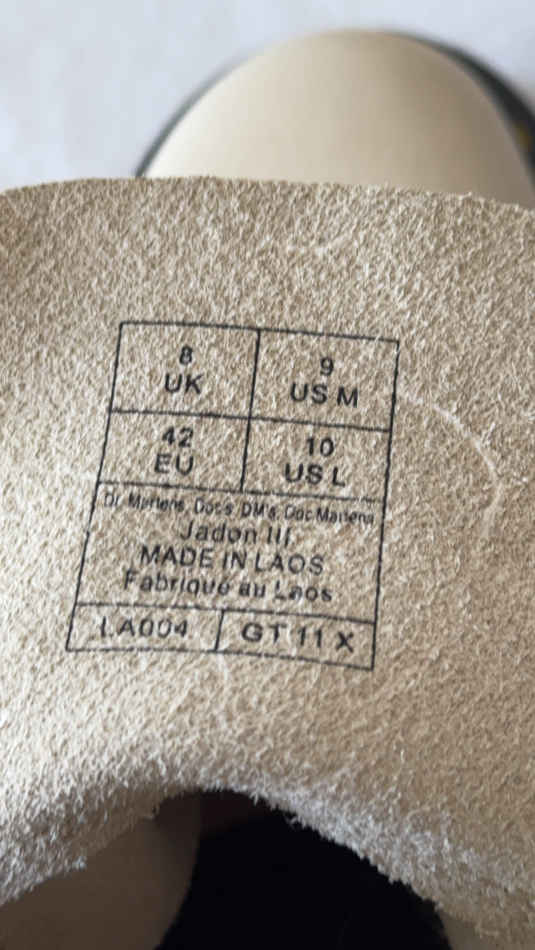 8
UK
9
US M
42
EU
10
US L
Dr. Martens, Doc's, DM's, Doc Martens
Jadon III
MADE IN LAOS
Fabriqué au Laos
LA004
GT 11 X